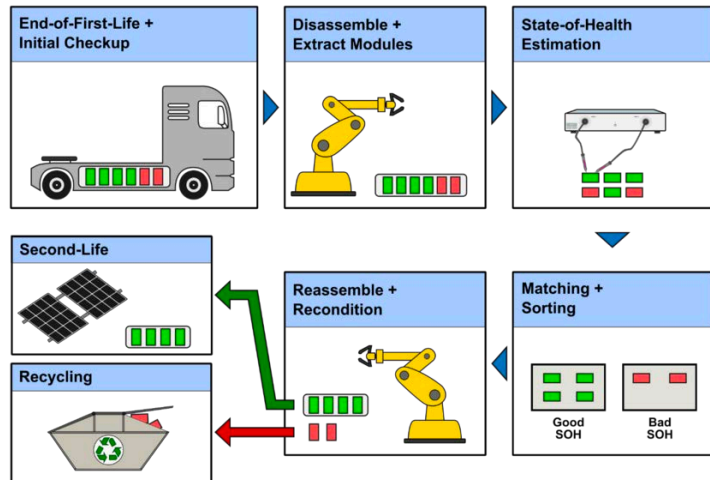 End-of-First-Life +
Initial Checkup
Disassemble +
Extract Modules
State-of-Health
Estimation
Second-Life
Recycling
Reassemble +
Recondition
Matching +
Sorting
Good
SOH
Bad
SOH